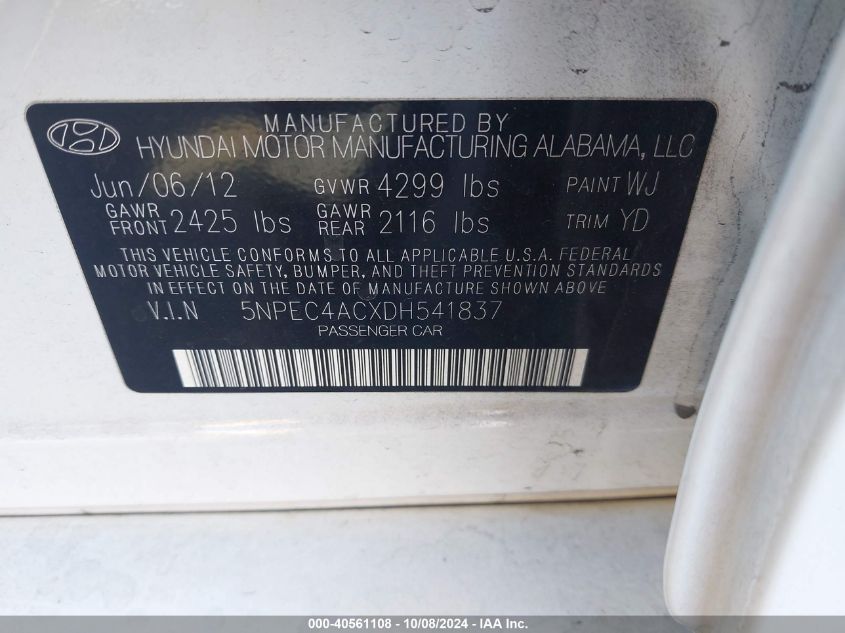 MANUFACTURED BY
HYUNDAI MOTOR MANUFACTURING ALABAMA, LLC
Jun/06/12 GVWR 4299 lbs PAINT WJ
GAWR FRONT 2425 lbs GAWR REAR 2116 lbs TRIM YD
THIS VEHICLE CONFORMS TO ALL APPLICABLE U.S.A. FEDERAL
MOTOR VEHICLE SAFETY, BUMPER, AND THEFT PREVENTION STANDARDS
IN EFFECT ON THE DATE OF MANUFACTURE SHOWN ABOVE
V.I.N 5NPEC4ACXDH541837
PASSENGER CAR
000-40561108 - 10/08/2024 - IAA Inc.